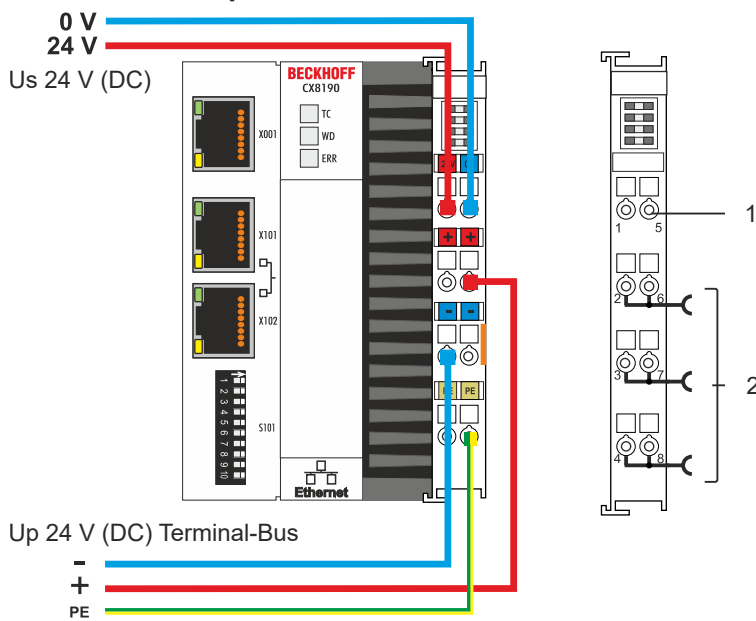 0 V
24 V
Us 24 V (DC)
BECKHOFF
CX8190
TC
WD
ERR
X001
X101
X102
S101
1 2 3 4 5 6 7 8 9 10
Ethernet
+ +
- -
PE
1
1 5
2 6
3 7
4 8
2
Up 24 V (DC) Terminal-Bus
-
+
PE